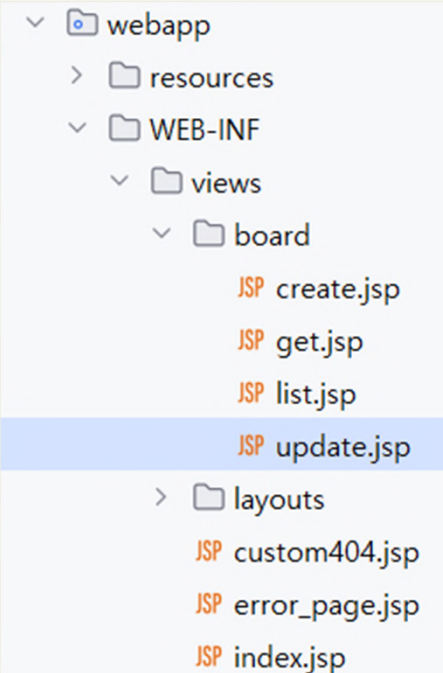 webapp
resources
WEB-INF
views
board
JSP create.jsp
JSP get.jsp
JSP list.jsp
JSP update.jsp
layouts
JSP custom404.jsp
JSP error_page.jsp
JSP index.jsp